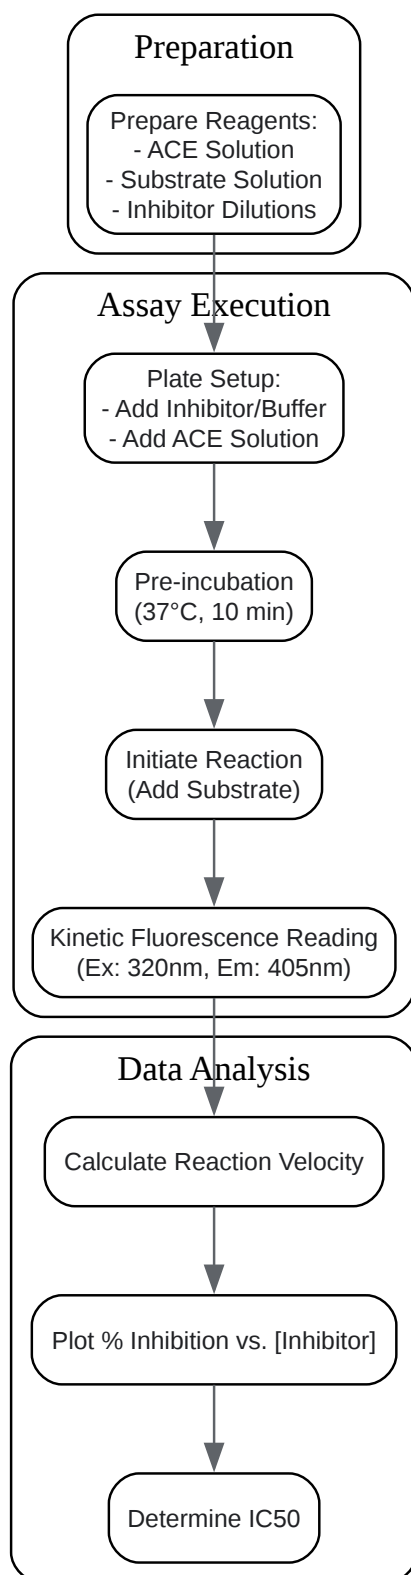 Preparation
Prepare Reagents:
- ACE Solution
- Substrate Solution
- Inhibitor Dilutions
Assay Execution
Plate Setup:
- Add Inhibitor/Buffer
- Add ACE Solution
Pre-incubation
(37°C, 10 min)
Initiate Reaction
(Add Substrate)
Kinetic Fluorescence Reading
(Ex: 320nm, Em: 405nm)
Data Analysis
Calculate Reaction Velocity
Plot % Inhibition vs. [Inhibitor]
Determine IC50